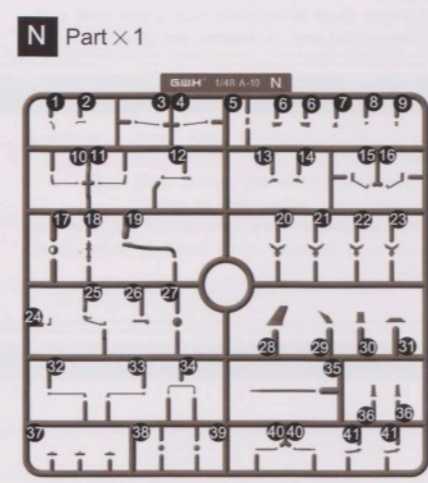 N Part×1
G.W.H 1/48 A-10 N
1 2 3 4 5 6 6 7 8 9
10 11 12 13 14 15 16
17 18 19 20 21 22 23
24 25 26 27
28 29 30 31
32 33 34 35
36 36
37 38 39 40 40 41 41